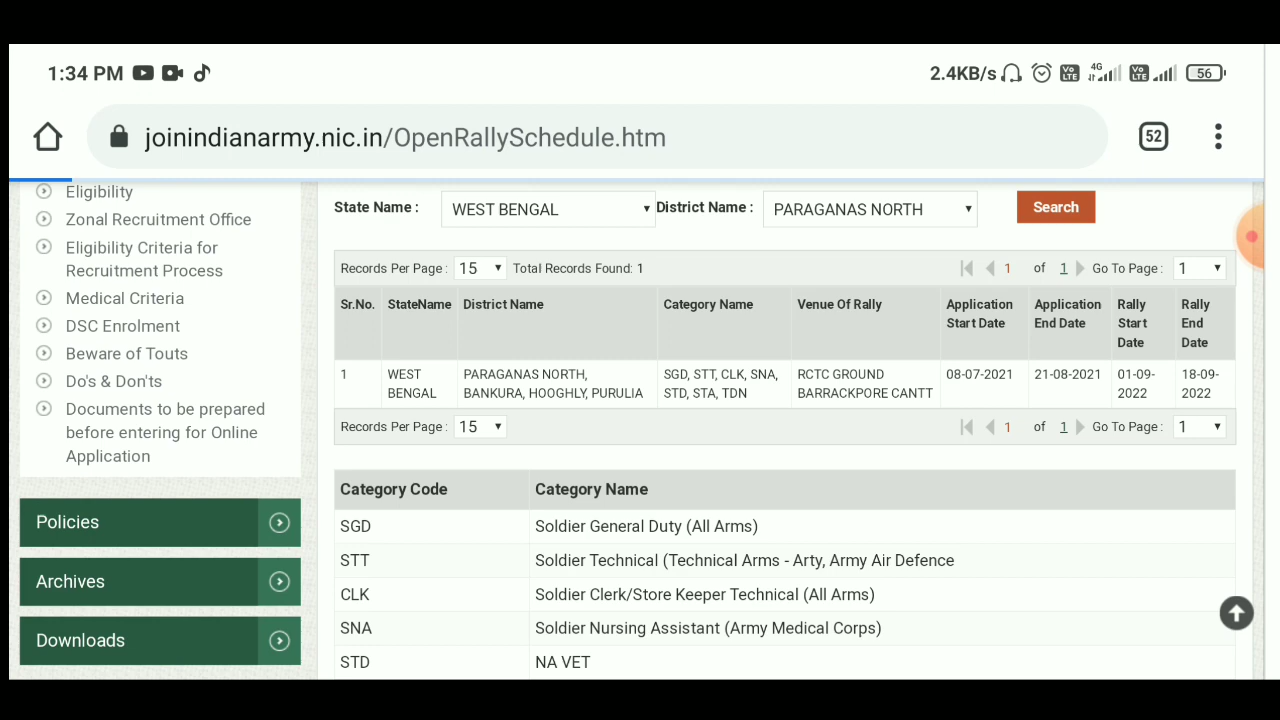 1:34 PM
2.4KB/s
Vo LTE
4G
Vo LTE
56
joinindianarmy.nic.in/OpenRallySchedule.htm
52
Eligibility
Zonal Recruitment Office
Eligibility Criteria for
Recruitment Process
Medical Criteria
DSC Enrolment
Beware of Touts
Do's & Don'ts
Documents to be prepared
before entering for Online
Application
Policies
Archives
Downloads
State Name : WEST BENGAL District Name : PARAGANAS NORTH Search
Records Per Page : 15 Total Records Found: 1 1 of 1 Go To Page : 1
Sr.No. StateName District Name Category Name Venue Of Rally Application Start Date Application End Date Rally Start Date Rally End Date
1 WEST BENGAL PARAGANAS NORTH, BANKURA, HOOGHLY, PURULIA SGD, STT, CLK, SNA, STD, STA, TDN RCTC GROUND BARRACKPORE CANTT 08-07-2021 21-08-2021 01-09-2022 18-09-2022
Records Per Page : 15 1 of 1 Go To Page : 1
Category Code Category Name
SGD Soldier General Duty (All Arms)
STT Soldier Technical (Technical Arms - Arty, Army Air Defence
CLK Soldier Clerk/Store Keeper Technical (All Arms)
SNA Soldier Nursing Assistant (Army Medical Corps)
STD NA VET